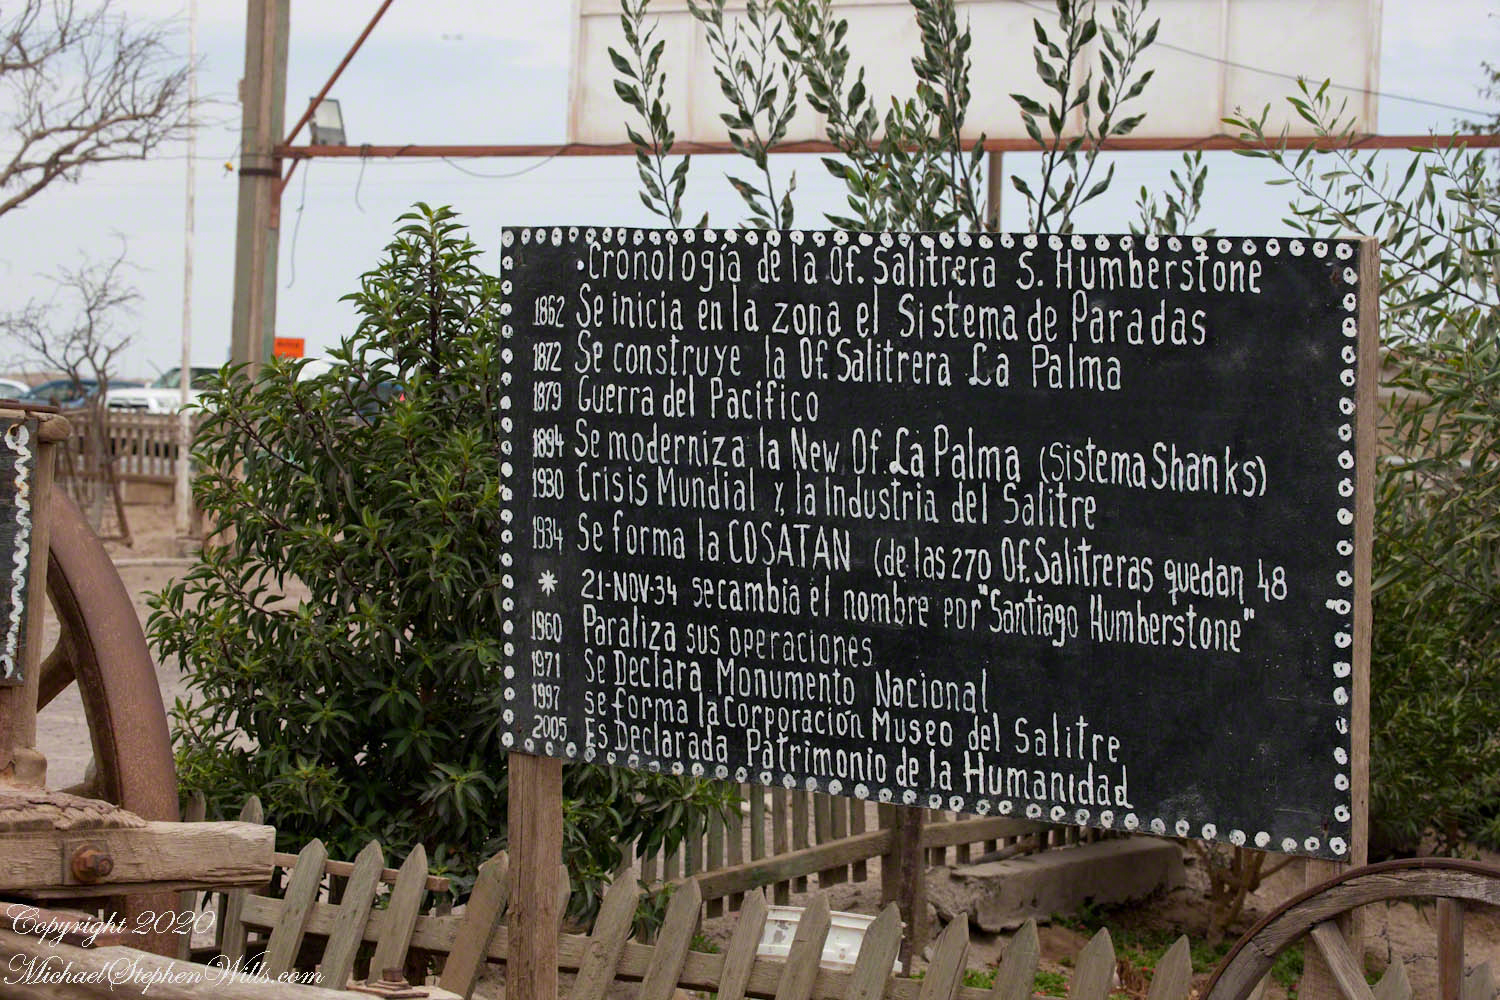 .Cronología de la Of. Salitrera S. Humberstone
1862 Se inicia en la zona el Sistema de Paradas
1872 Se construye la Of. Salitrera La Palma
1879 Guerra del Pacífico
1894 Se moderniza la New Of. La Palma (Sistema Shanks)
1930 Crisis Mundial y la Industria del Salitre
1934 Se forma la COSATAN (de las 270 Of. Salitreras quedan 48
* 21-NOV-34 se cambia el nombre por "Santiago Humberstone"
1960 Paraliza sus operaciones
1971 Se Declara Monumento Nacional
1997 se forma la Corporación Museo del Salitre
2005 Es Declarada Patrimonio de la Humanidad
Copyright 2020
MichaelStephenWills.com